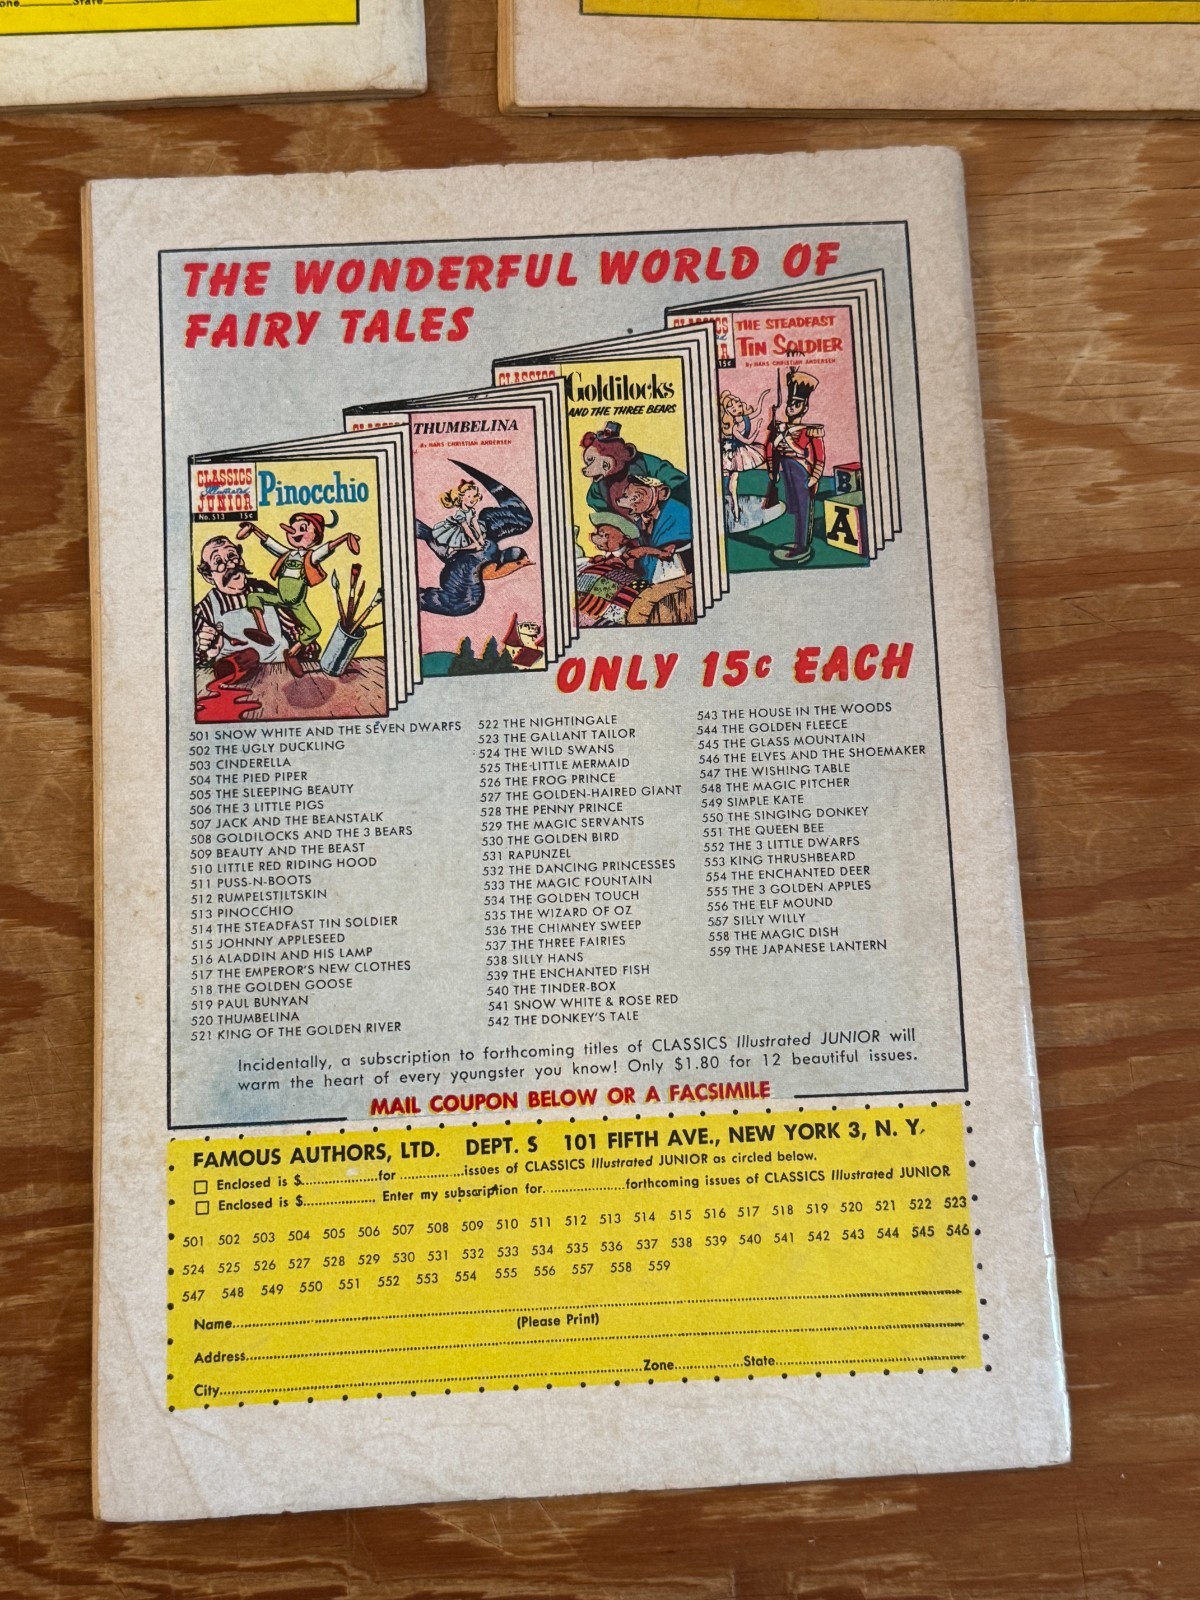 one State
State
THE WONDERFUL WORLD OF
FAIRY TALES
CLASSICS
Illustrated
JUNIOR
No. 513 15¢
Pinocchio
THUMBELINA
By HANS CHRISTIAN ANDERSEN
CLASSICS
Goldilocks
AND THE THREE BEARS
15¢
THE STEADFAST
TIN SOLDIER
By HANS CHRISTIAN ANDERSEN
B
A
ONLY 15¢ EACH
501 SNOW WHITE AND THE SEVEN DWARFS
502 THE UGLY DUCKLING
503 CINDERELLA
504 THE PIED PIPER
505 THE SLEEPING BEAUTY
506 THE 3 LITTLE PIGS
507 JACK AND THE BEANSTALK
508 GOLDILOCKS AND THE 3 BEARS
509 BEAUTY AND THE BEAST
510 LITTLE RED RIDING HOOD
511 PUSS-N-BOOTS
512 RUMPELSTILTSKIN
513 PINOCCHIO
514 THE STEADFAST TIN SOLDIER
515 JOHNNY APPLESEED
516 ALADDIN AND HIS LAMP
517 THE EMPEROR'S NEW CLOTHES
518 THE GOLDEN GOOSE
519 PAUL BUNYAN
520 THUMBELINA
521 KING OF THE GOLDEN RIVER
522 THE NIGHTINGALE
523 THE GALLANT TAILOR
524 THE WILD SWANS
525 THE LITTLE MERMAID
526 THE FROG PRINCE
527 THE GOLDEN-HAIRED GIANT
528 THE PENNY PRINCE
529 THE MAGIC SERVANTS
530 THE GOLDEN BIRD
531 RAPUNZEL
532 THE DANCING PRINCESSES
533 THE MAGIC FOUNTAIN
534 THE GOLDEN TOUCH
535 THE WIZARD OF OZ
536 THE CHIMNEY SWEEP
537 THE THREE FAIRIES
538 SILLY HANS
539 THE ENCHANTED FISH
540 THE TINDER-BOX
541 SNOW WHITE & ROSE RED
542 THE DONKEY'S TALE
543 THE HOUSE IN THE WOODS
544 THE GOLDEN FLEECE
545 THE GLASS MOUNTAIN
546 THE ELVES AND THE SHOEMAKER
547 THE WISHING TABLE
548 THE MAGIC PITCHER
549 SIMPLE KATE
550 THE SINGING DONKEY
551 THE QUEEN BEE
552 THE 3 LITTLE DWARFS
553 KING THRUSHBEARD
554 THE ENCHANTED DEER
555 THE 3 GOLDEN APPLES
556 THE ELF MOUND
557 SILLY WILLY
558 THE MAGIC DISH
559 THE JAPANESE LANTERN
Incidentally, a subscription to forthcoming titles of CLASSICS Illustrated JUNIOR will
warm the heart of every youngster you know! Only $1.80 for 12 beautiful issues.
MAIL COUPON BELOW OR A FACSIMILE
FAMOUS AUTHORS, LTD. DEPT. S 101 FIFTH AVE., NEW YORK 3, N. Y.
Enclosed is $....................for .................issues of CLASSICS Illustrated JUNIOR as circled below.
Enclosed is $................... Enter my subscription for......................forthcoming issues of CLASSICS Illustrated JUNIOR
501 502 503 504 505 506 507 508 509 510 511 512 513 514 515 516 517 518 519 520 521 522 523
524 525 526 527 528 529 530 531 532 533 534 535 536 537 538 539 540 541 542 543 544 545 546
547 548 549 550 551 552 553 554 555 556 557 558 559
Name....................
(Please Print)
Address....................
City....................Zone..................State....................